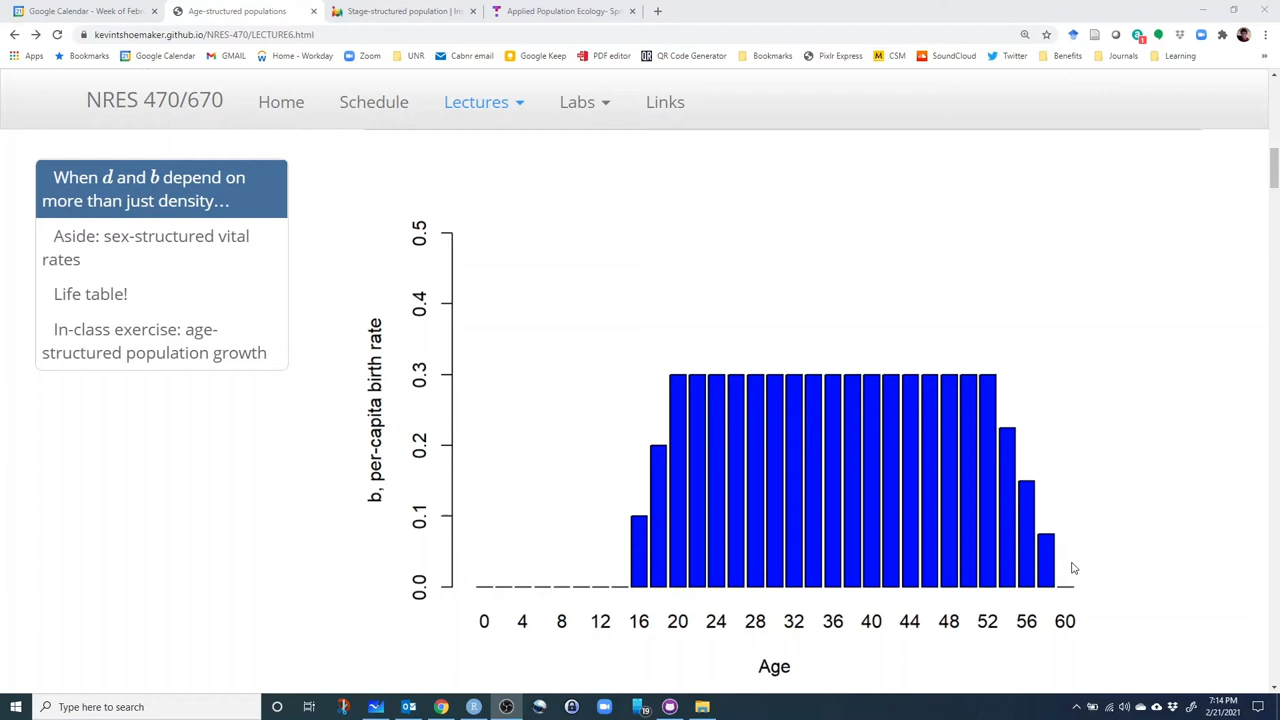 Google Calendar - Week of Februa
Age-structured populations
Stage-structured population | Ins
Applied Population Ecology- Spr
kevintshoemaker.github.io/NRES-470/LECTURE6.html
Apps
Bookmarks
Google Calendar
GMAIL
Home - Workday
Zoom
UNR
Cabnr email
Google Keep
PDF editor
QR Code Generator
Bookmarks
Pixlr Express
CSM
SoundCloud
Twitter
Benefits
Journals
Learning
NRES 470/670
Home
Schedule
Lectures
Labs
Links
When d and b depend on
more than just density…
Aside: sex-structured vital
rates
Life table!
In-class exercise: age-
structured population growth
b, per-capita birth rate
0.5
0.4
0.3
0.2
0.1
0.0
0 4 8 12 16 20 24 28 32 36 40 44 48 52 56 60
Age
Type here to search
19
7:14 PM
2/21/2021